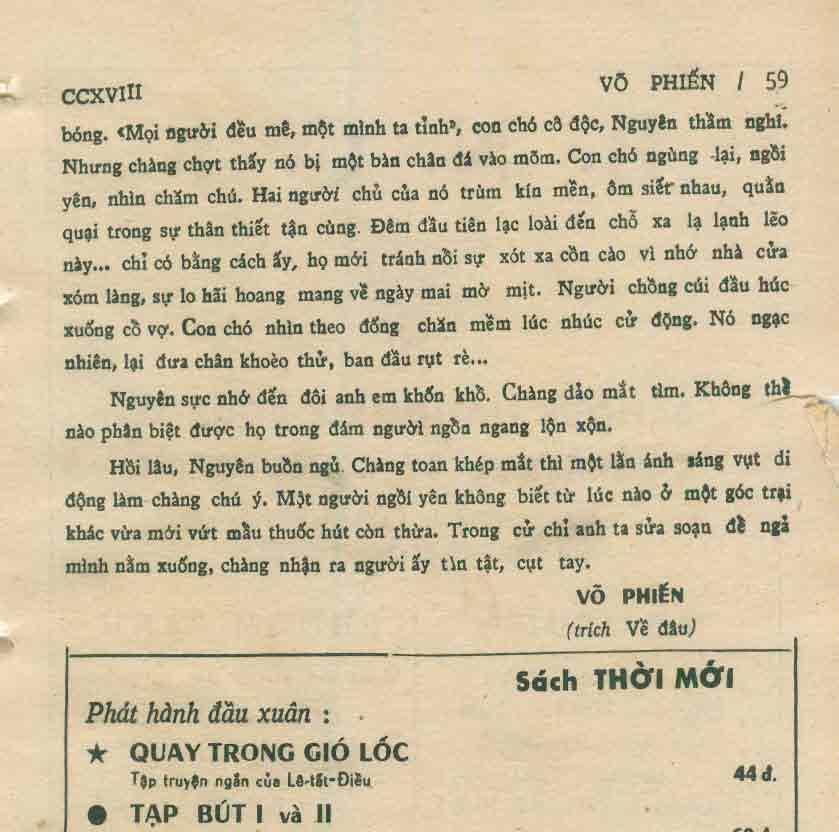 CCXVIII
VÕ PHIẾN / 59
bóng. «Mọi người đều mê, một mình ta tỉnh», con chó cô độc, Nguyên thầm nghĩ.
Nhưng chàng chợt thấy nó bị một bàn chân đá vào mõm. Con chó ngùng lại, ngồi
yên, nhìn chăm chú. Hai người chủ của nó trùm kín mền, ôm siết nhau, quằn
quại trong sự thân thiết tận cùng. Đêm đầu tiên lạc loài đến chỗ xa lạ lạnh lẽo
này... chỉ có bằng cách ấy, họ mới tránh nổi sự xót xa cồn cào vì nhớ nhà cửa
xóm làng, sự lo hãi hoang mang về ngày mai mờ mịt. Người chồng cúi đầu húc
xuống cổ vợ. Con chó nhìn theo đống chăn mềm lúc nhúc cử động. Nó ngạc
nhiên, lại đưa chân khoèo thử, ban đầu rụt rè...
Nguyên sực nhớ đến đôi anh em khốn khổ. Chàng dảo mắt tìm. Không thể
nào phân biệt được họ trong đám người ngổn ngang lộn xộn.
Hồi lâu, Nguyên buồn ngủ. Chàng toan khép mắt thì một lằn ánh sáng vụt di
động làm chàng chú ý. Một người ngồi yên không biết từ lúc nào ở một góc trại
khác vừa mới vứt mẩu thuốc hút còn thừa. Trong cử chỉ anh ta sửa soạn để ngả
mình nằm xuống, chàng nhận ra người ấy tàn tật, cụt tay.
VÕ PHIẾN
(trích Về đâu)
Sách THỜI MỚI
Phát hành đầu xuân :
★ QUAY TRONG GIÓ LỐC
Tập truyện ngắn của Lê-tất-Điều
44 đ.
● TẠP BÚT I và II